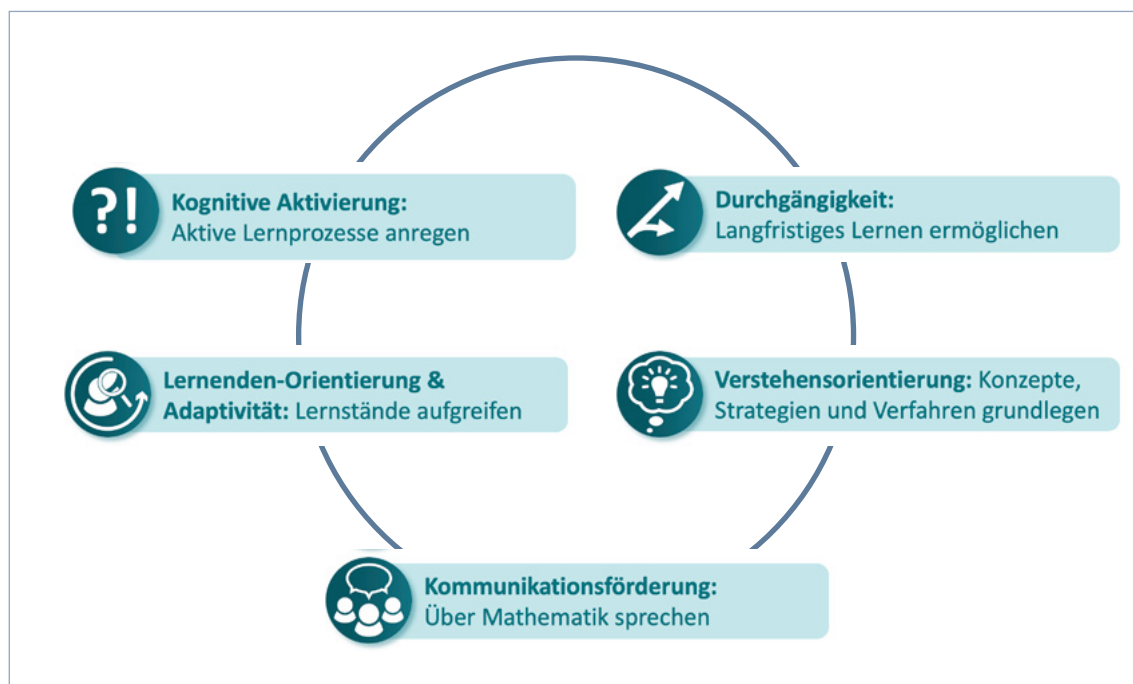 ?!
Kognitive Aktivierung:
Aktive Lernprozesse anregen
Durchgängigkeit:
Langfristiges Lernen ermöglichen
Lernenden-Orientierung &
Adaptivität: Lernstände aufgreifen
Verstehensorientierung: Konzepte,
Strategien und Verfahren grundlegen
Kommunikationsförderung:
Über Mathematik sprechen